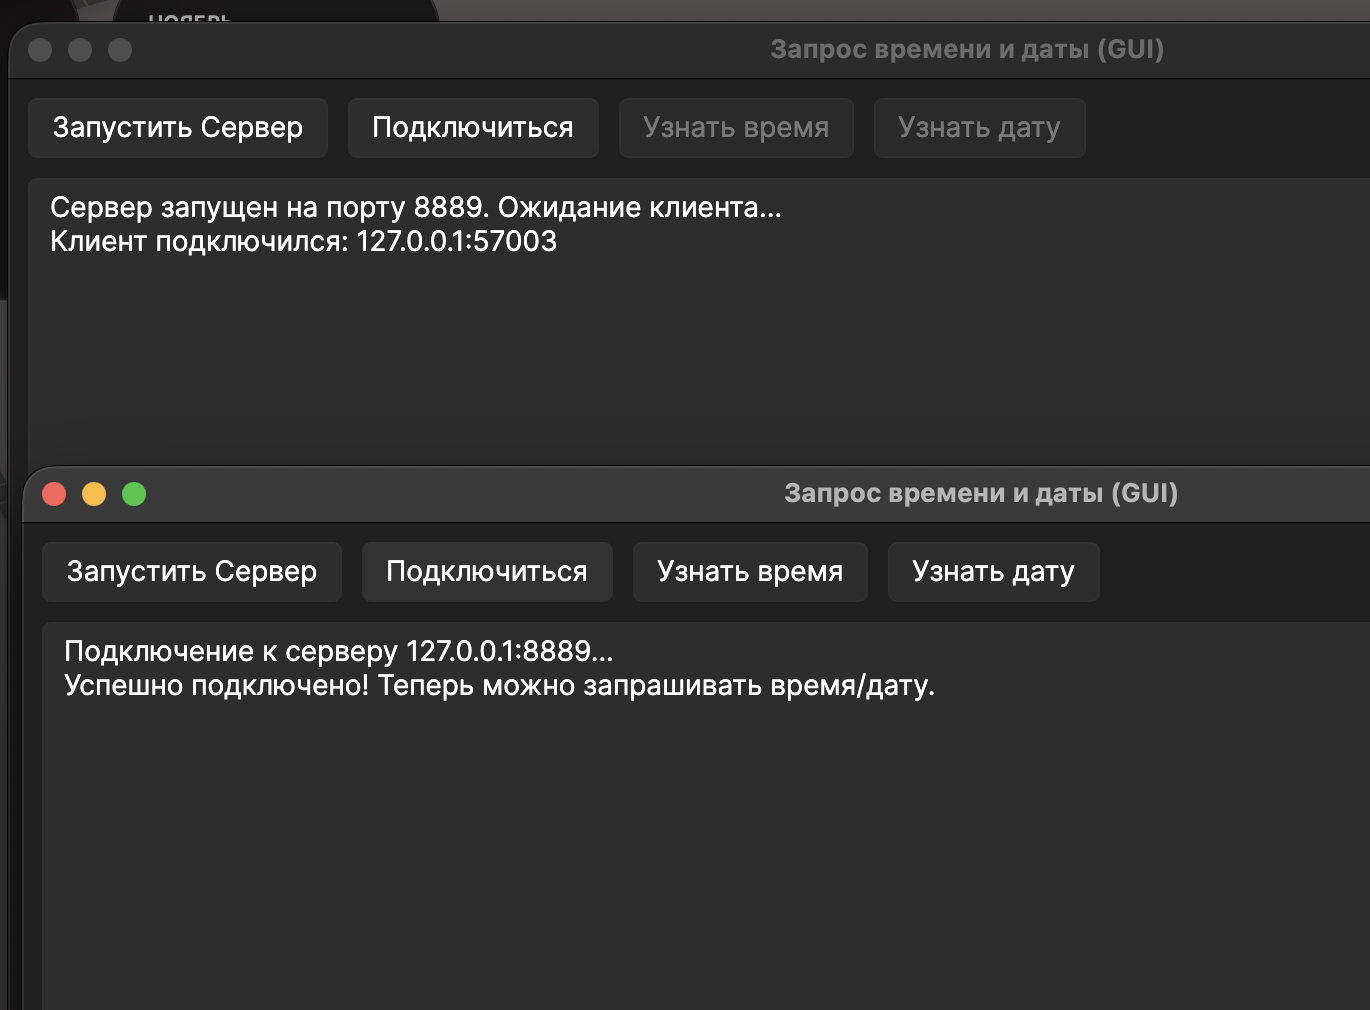 НОЯБРЬ
Запрос времени и даты (GUI)
Запустить Сервер Подключиться Узнать время Узнать дату
Сервер запущен на порту 8889. Ожидание клиента...
Клиент подключился: 127.0.0.1:57003
Запрос времени и даты (GUI)
Запустить Сервер Подключиться Узнать время Узнать дату
Подключение к серверу 127.0.0.1:8889...
Успешно подключено! Теперь можно запрашивать время/дату.